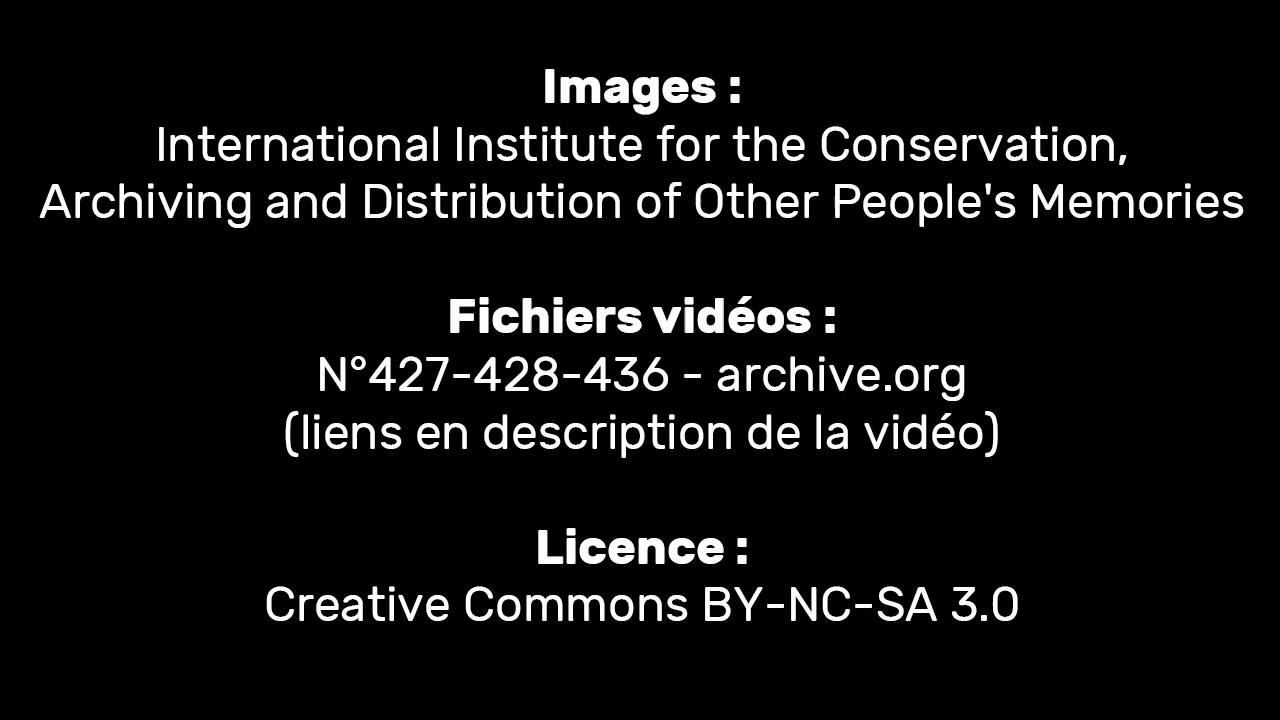 Images :
International Institute for the Conservation,
Archiving and Distribution of Other People's Memories
Fichiers vidéos :
N°427-428-436 - archive.org
(liens en description de la vidéo)
Licence :
Creative Commons BY-NC-SA 3.0